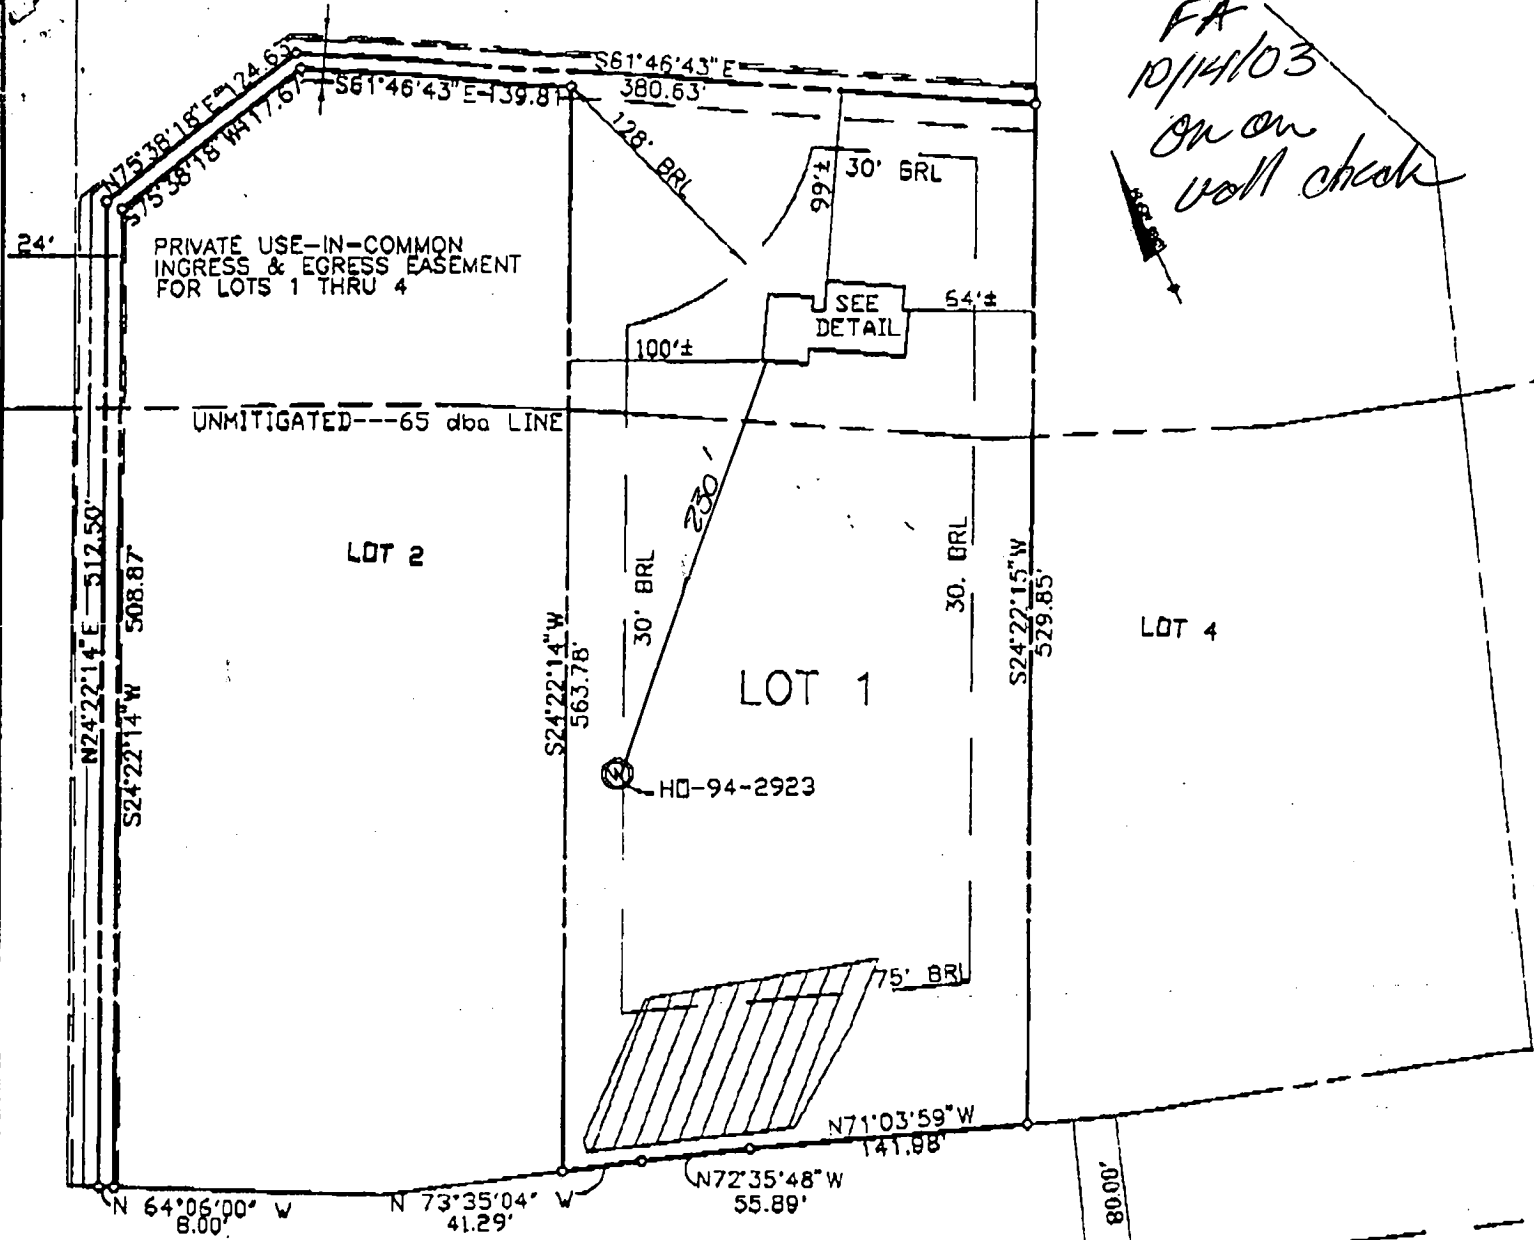 FA
10/14/03
on on
wall check
S61°46'43"E
380.63'
N75°38'18"E 124.63'
S75°38'18"W 117.61'
S61°46'43"E 139.81'
128' BRL
99'±
30' BRL
24'
PRIVATE USE-IN-COMMON
INGRESS & EGRESS EASEMENT
FOR LOTS 1 THRU 4
SEE
DETAIL
54'±
100'±
UNMITIGATED---65 dba LINE
230'
N24°22'14"E 512.50'
S24°22'14"W 508.87'
LOT 2
30' BRL
30. BRL
S24°22'14"W
563.78'
S24°22'15"W
529.85'
LOT 4
LOT 1
W
HO-94-2923
75' BRL
N71°03'59"W
141.98'
N72°35'48"W
55.89'
N 73°35'04" W
41.29'
N 64°06'00" W
8.00'
80.00'